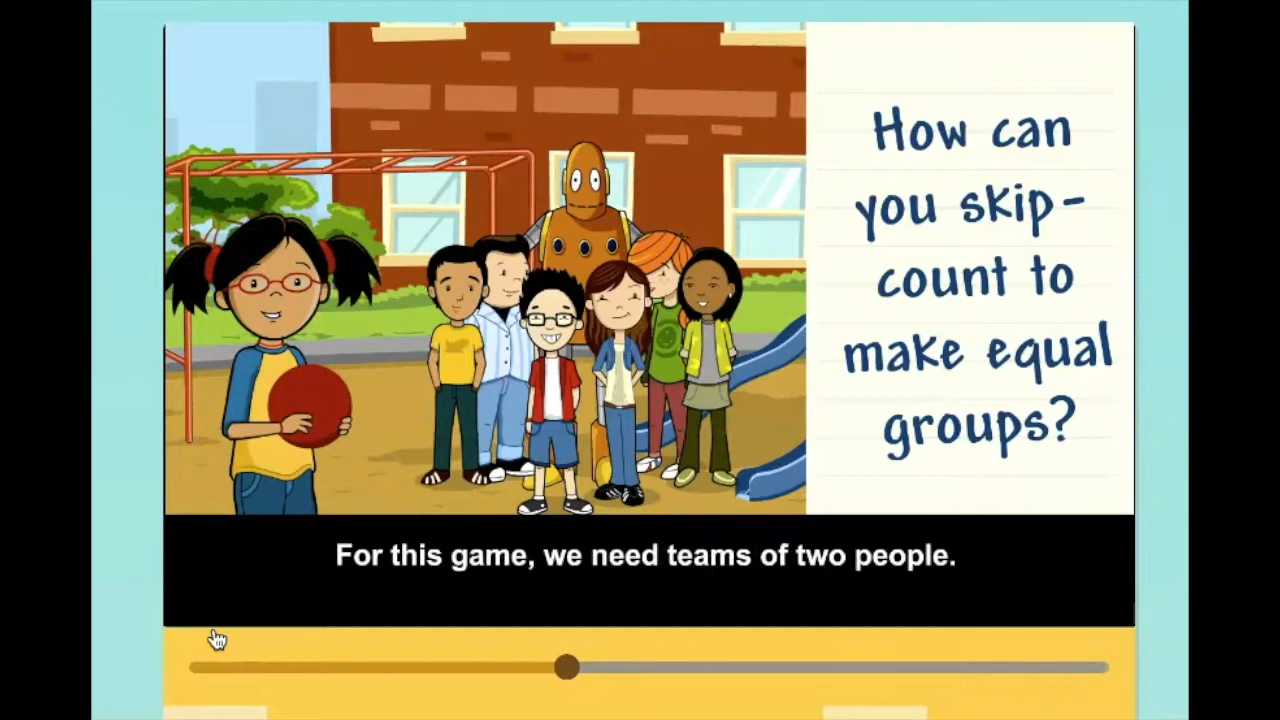 How can
you skip-
count to
make equal
groups?
For this game, we need teams of two people.